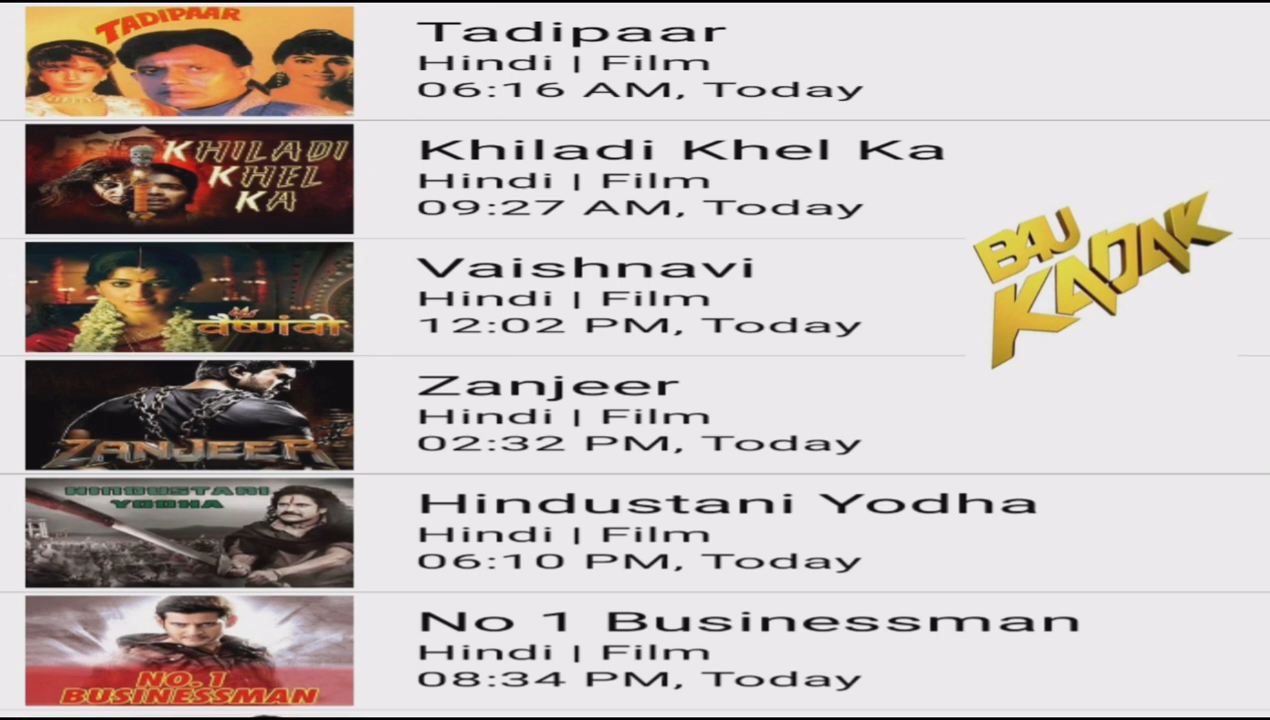 TADIPAAR
Tadipaar
Hindi | Film
06:16 AM, Today
KHILADI
KHEL
KA
Khiladi Khel Ka
Hindi | Film
09:27 AM, Today
वैष्णवी
Vaishnavi
Hindi | Film
12:02 PM, Today
B4U
KADAK
ZANJEER
Zanjeer
Hindi | Film
02:32 PM, Today
HINDUSTANI
YODHA
Hindustani Yodha
Hindi | Film
06:10 PM, Today
NO.1
BUSINESSMAN
No 1 Businessman
Hindi | Film
08:34 PM, Today